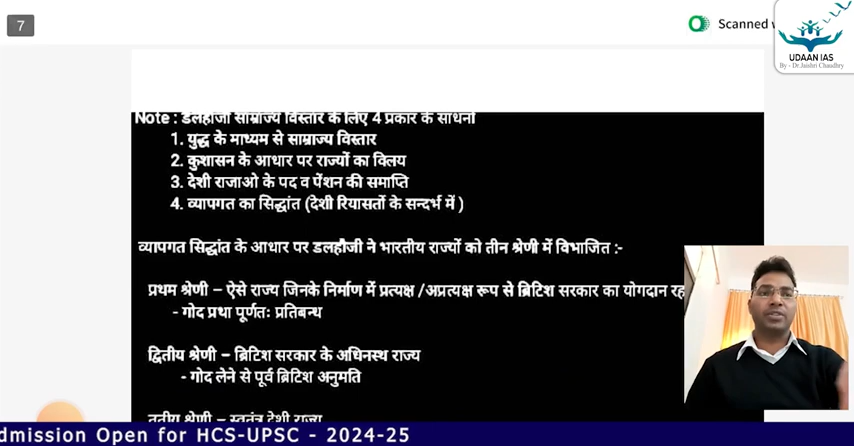 7
Scanned
UDAAN IAS
By - Dr.Jaishri Chaudhry
Note : डलहौजी साम्राज्य विस्तार के लिए 4 प्रकार के साधनों
1. युद्ध के माध्यम से साम्राज्य विस्तार
2. कुशासन के आधार पर राज्यों का विलय
3. देशी राजाओ के पद व पेंशन की समाप्ति
4. व्यापगत का सिद्धांत (देशी रियासतों के सन्दर्भ में )
व्यापगत सिद्धांत के आधार पर डलहौजी ने भारतीय राज्यों को तीन श्रेणी में विभाजित :-
प्रथम श्रेणी – ऐसे राज्य जिनके निर्माण में प्रत्यक्ष /अप्रत्यक्ष रूप से ब्रिटिश सरकार का योगदान
- गोद प्रथा पूर्णतः प्रतिबन्ध
द्वितीय श्रेणी – ब्रिटिश सरकार के अधिनस्थ राज्य
- गोद लेने से पूर्व ब्रिटिश अनुमति
तृतीय श्रेणी – स्वतंत्र देशी राज्य
dmission Open for HCS-UPSC - 2024-25